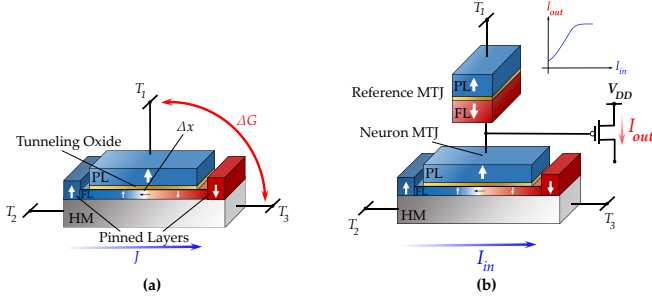 T1
ΔG
Tunneling Oxide
Δx
PL
FL
T2
HM
T3
Pinned Layers
J
(a)
T1
Iout
Iin
PL
Reference MTJ
FL
VDD
Neuron MTJ
Iout
PL
FL
HM
T2
T3
Iin
(b)